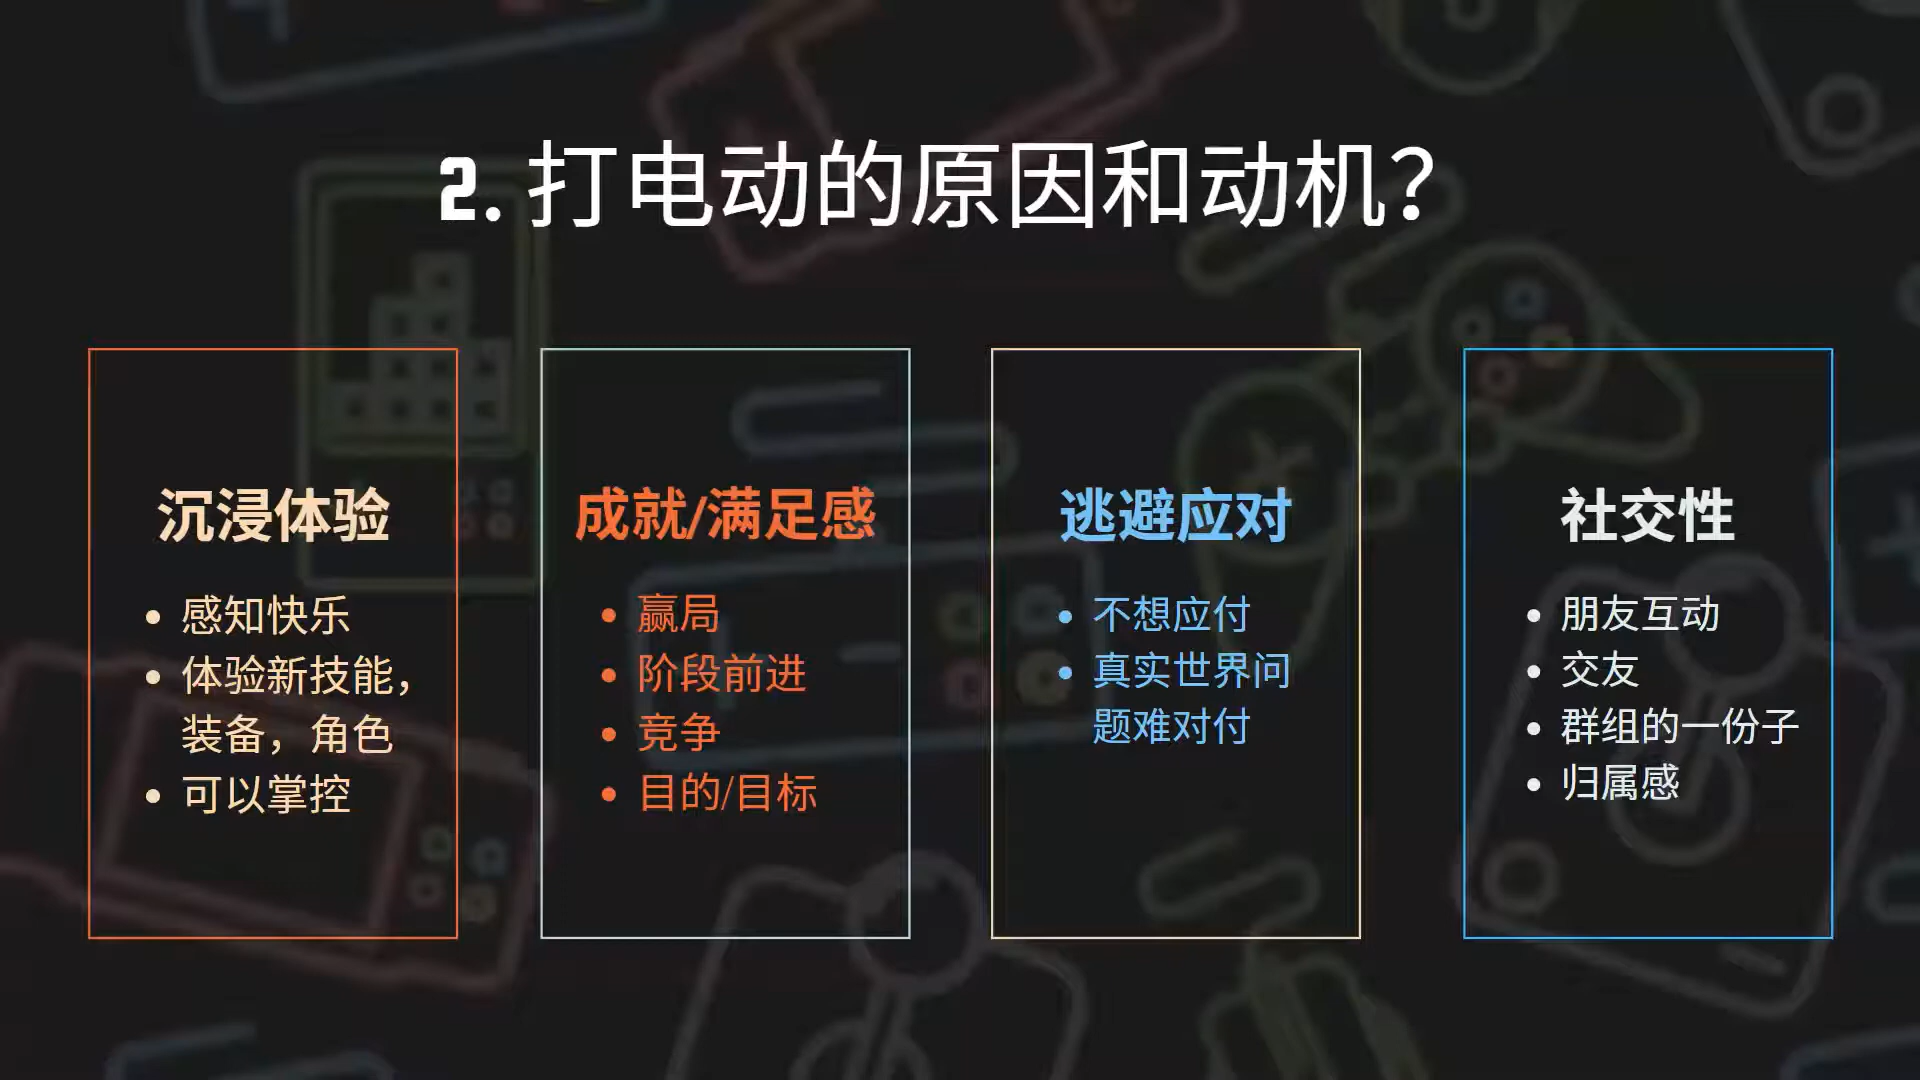 2. 打电动的原因和动机?
沉浸体验
• 感知快乐
• 体验新技能，
装备，角色
• 可以掌控
成就/满足感
• 赢局
• 阶段前进
• 竞争
• 目的/目标
逃避应对
• 不想应付
• 真实世界问
题难对付
社交性
• 朋友互动
• 交友
• 群组的一份子
• 归属感